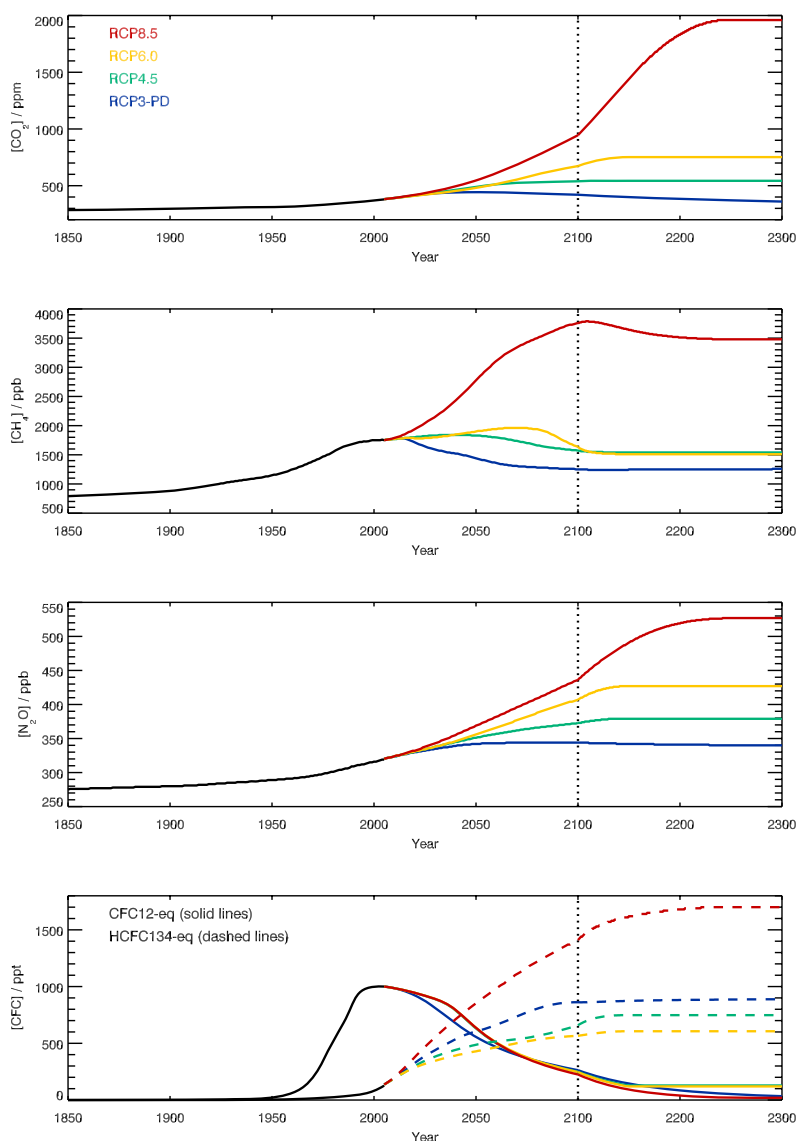 2000
1500
1000
500
[CO2] / ppm
RCP8.5
RCP6.0
RCP4.5
RCP3-PD
1850 1900 1950 2000 2050 2100 2200 2300
Year
4000
3500
3000
2500
2000
1500
1000
500
[CH4] / ppb
1850 1900 1950 2000 2050 2100 2200 2300
Year
550
500
450
400
350
300
250
[N2O] / ppb
1850 1900 1950 2000 2050 2100 2200 2300
Year
1500
1000
500
0
[CFC] / ppt
CFC12-eq (solid lines)
HCFC134-eq (dashed lines)
1850 1900 1950 2000 2050 2100 2200 2300
Year